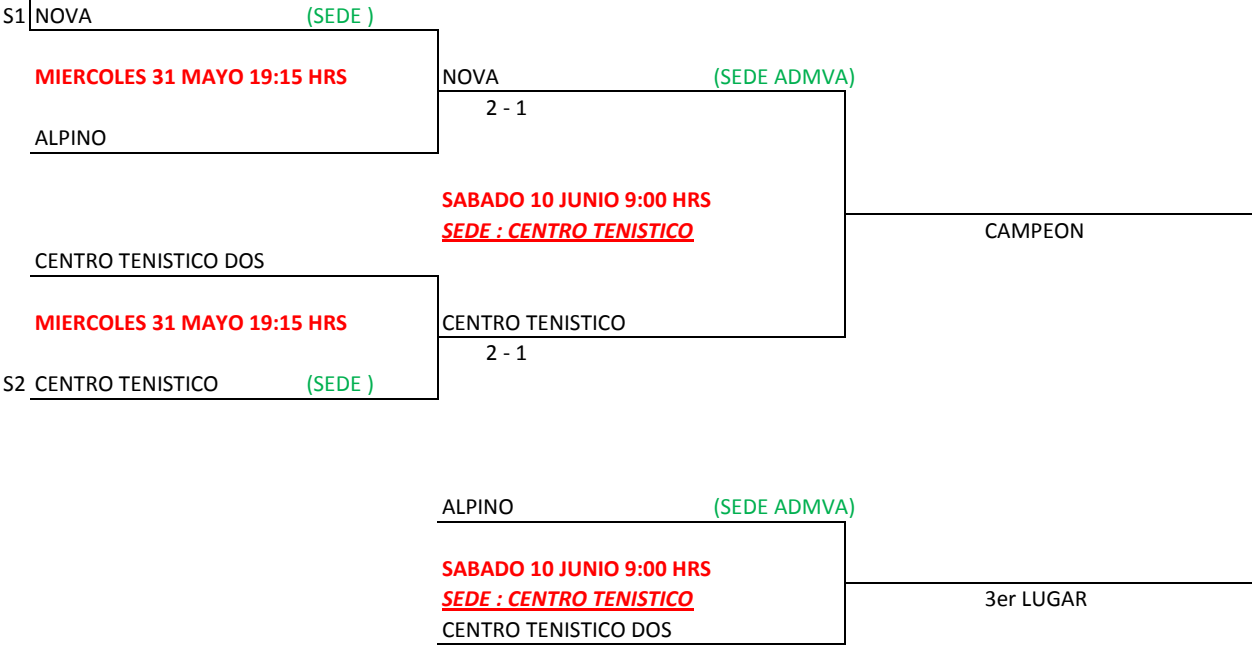 S1 NOVA (SEDE )
MIERCOLES 31 MAYO 19:15 HRS
NOVA (SEDE ADMVA)
2 - 1
ALPINO
SABADO 10 JUNIO 9:00 HRS
SEDE : CENTRO TENISTICO
CAMPEON
CENTRO TENISTICO DOS
MIERCOLES 31 MAYO 19:15 HRS
CENTRO TENISTICO
2 - 1
S2 CENTRO TENISTICO (SEDE )
ALPINO (SEDE ADMVA)
SABADO 10 JUNIO 9:00 HRS
SEDE : CENTRO TENISTICO
3er LUGAR
CENTRO TENISTICO DOS